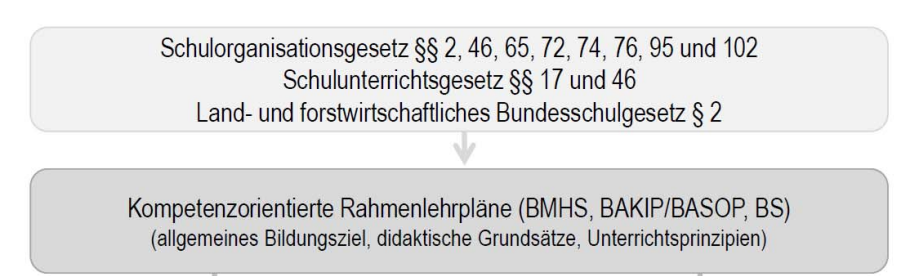 Schulorganisationsgesetz §§ 2, 46, 65, 72, 74, 76, 95 und 102
Schulunterrichtsgesetz §§ 17 und 46
Land- und forstwirtschaftliches Bundesschulgesetz § 2
Kompetenzorientierte Rahmenlehrpläne (BMHS, BAKIP/BASOP, BS)
(allgemeines Bildungsziel, didaktische Grundsätze, Unterrichtsprinzipien)